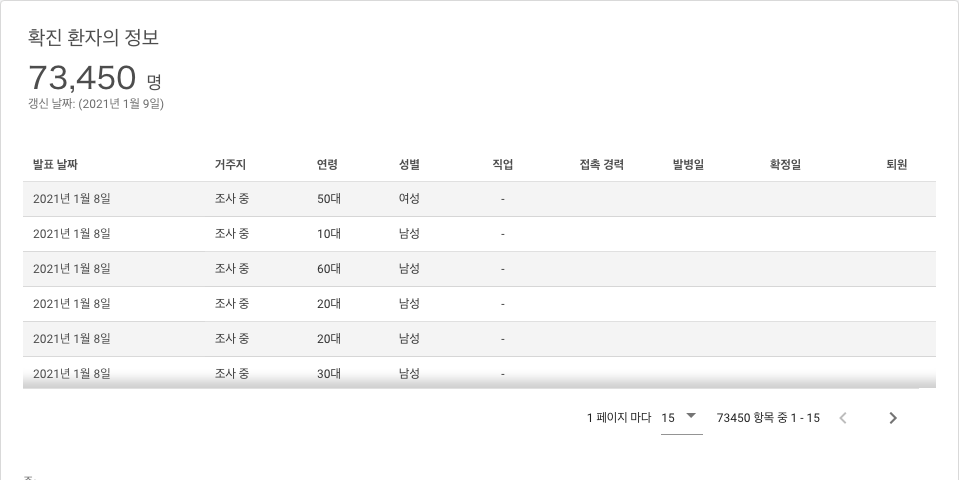 확진 환자의 정보
73,450 명
갱신 날짜: (2021년 1월 9일)
발표 날짜 거주지 연령 성별 직업 접촉 경력 발병일 확정일 퇴원
2021년 1월 8일 조사 중 50대 여성 -
2021년 1월 8일 조사 중 10대 남성 -
2021년 1월 8일 조사 중 60대 남성 -
2021년 1월 8일 조사 중 20대 남성 -
2021년 1월 8일 조사 중 20대 남성 -
2021년 1월 8일 조사 중 30대 남성 -
1 페이지 마다 15 73450 항목 중 1 - 15